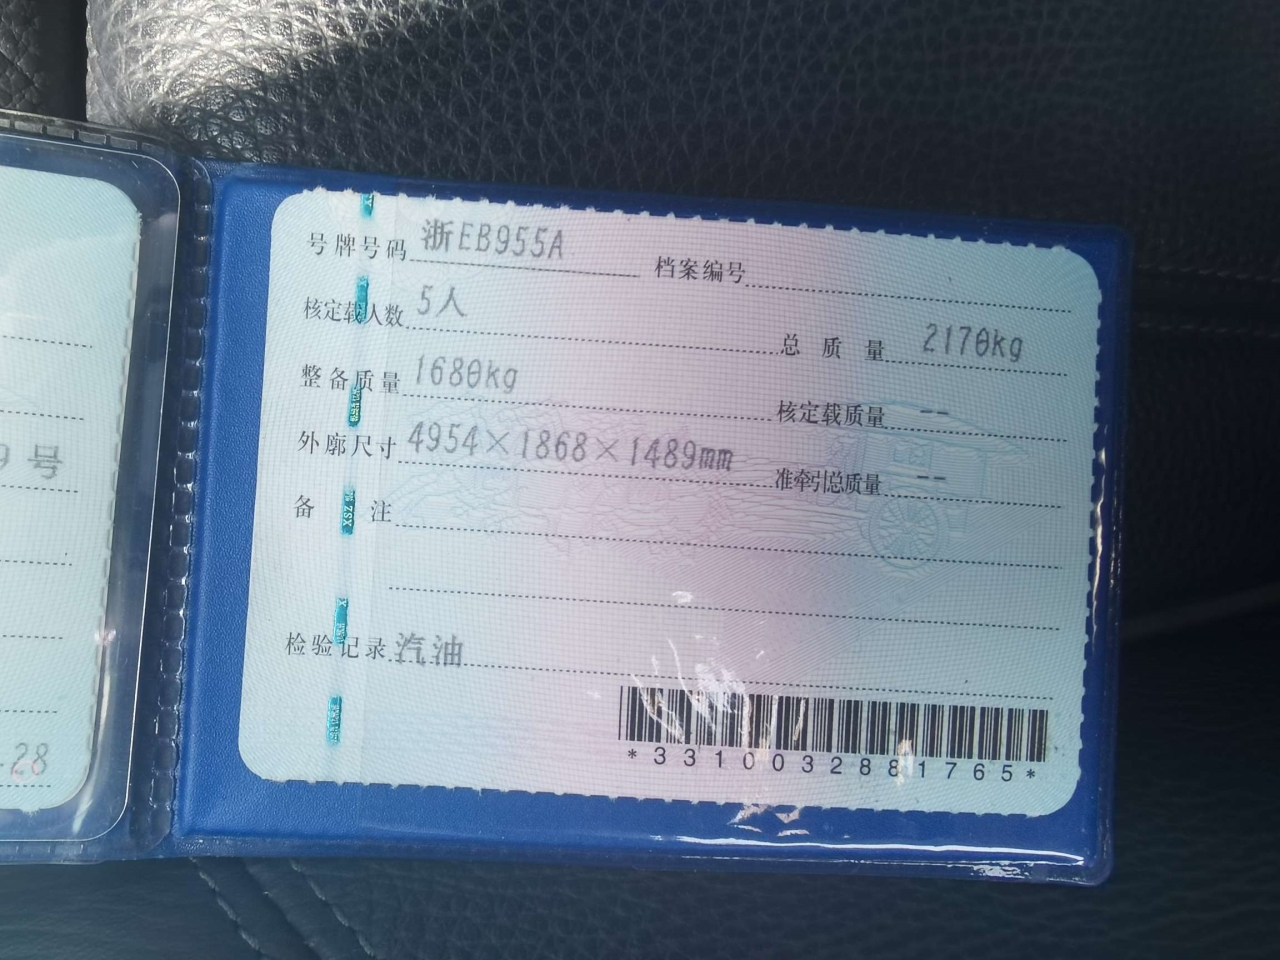 号牌号码 浙EB955A 档案编号
核定载人数 5人 总质量 2170kg
整备质量 1680kg 核定载质量 --
外廓尺寸 4954×1868×1489mm 准牵引总质量 --
备注
检验记录 汽油
*3310032881765*
9号
-28
XSZ